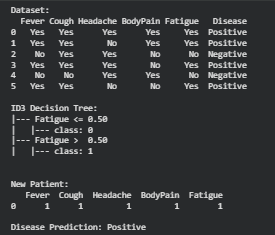 Dataset:
Fever Cough Headache BodyPain Fatigue Disease
0 Yes Yes Yes Yes Yes Positive
1 Yes Yes No Yes Yes Positive
2 No Yes Yes No No Negative
3 Yes Yes Yes Yes Yes Positive
4 No No Yes Yes No Negative
5 Yes Yes No No Yes Positive
ID3 Decision Tree:
|--- Fatigue <= 0.50
|   |--- class: 0
|--- Fatigue >  0.50
|   |--- class: 1
New Patient:
Fever Cough Headache BodyPain Fatigue
0 1 1 1 1 1
Disease Prediction: Positive